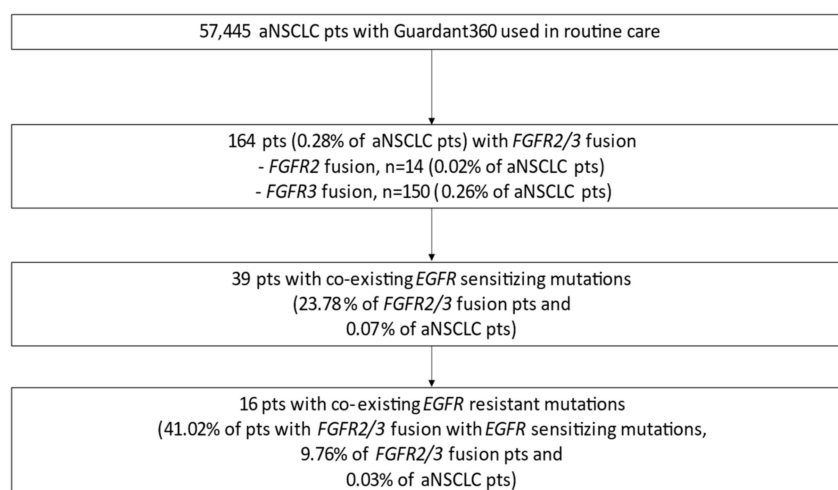 57,445 aNSCLC pts with Guardant360 used in routine care
164 pts (0.28% of aNSCLC pts) with FGFR2/3 fusion
- FGFR2 fusion, n=14 (0.02% of aNSCLC pts)
- FGFR3 fusion, n=150 (0.26% of aNSCLC pts)
39 pts with co-existing EGFR sensitizing mutations
(23.78% of FGFR2/3 fusion pts and
0.07% of aNSCLC pts)
16 pts with co-existing EGFR resistant mutations
(41.02% of pts with FGFR2/3 fusion with EGFR sensitizing mutations,
9.76% of FGFR2/3 fusion pts and
0.03% of aNSCLC pts)